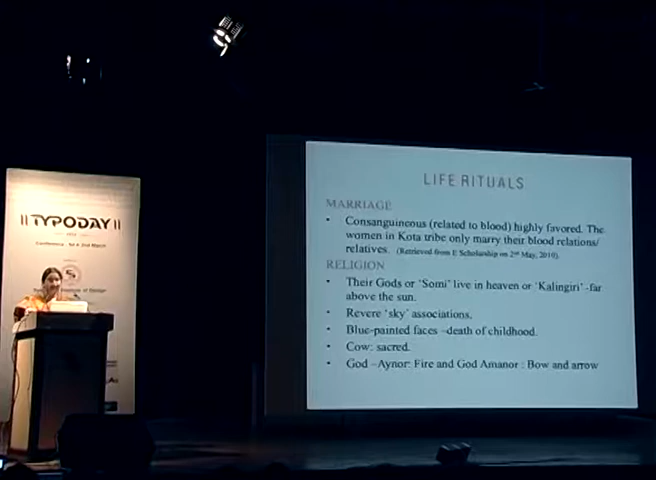 TYPODAY
LIFE RITUALS
MARRIAGE
• Consanguineous (related to blood) highly favored. The
women in Kota tribe only marry their blood relations/
relatives. (Retrieved from E Scholarship on 2nd May, 2010).
RELIGION
• Their Gods or 'Somi' live in heaven or 'Kalingiri' -far
above the sun.
• Revere 'sky' associations.
• Blue-painted faces –death of childhood.
• Cow: sacred.
• God –Aynor: Fire and God Amanor : Bow and arrow